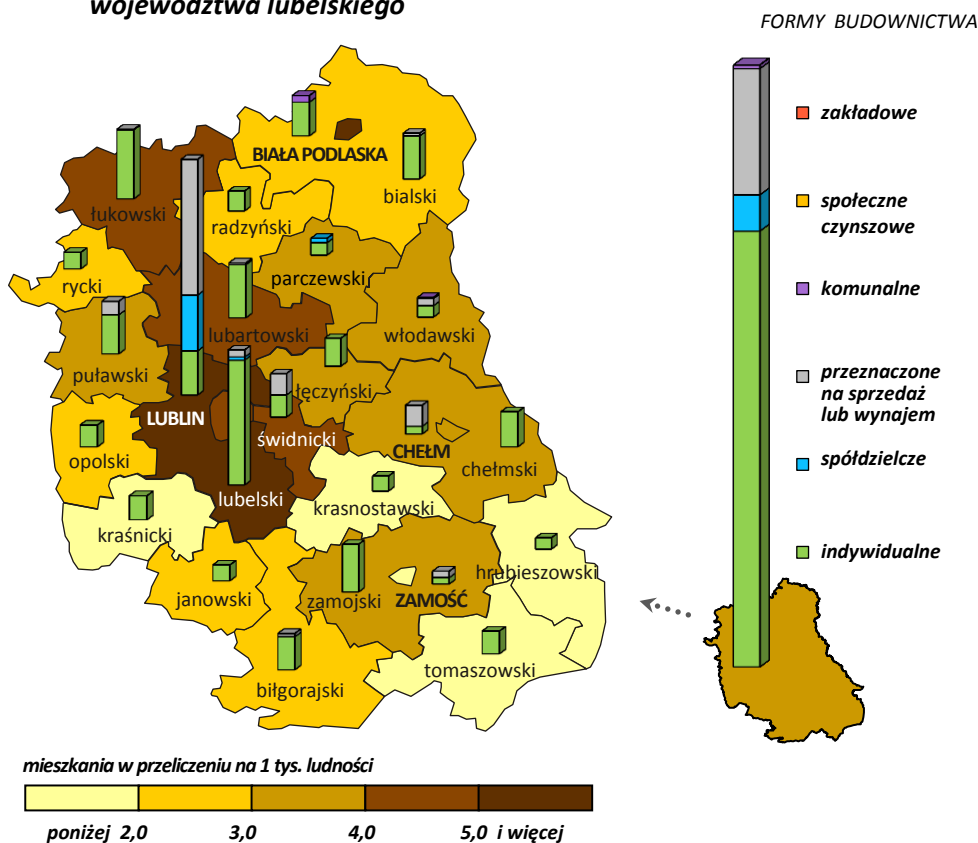 województwa lubelskiego
FORMY BUDOWNICTWA
zakładowe
społeczne
czynszowe
komunalne
przeznaczone
na sprzedaż
lub wynajem
spółdzielcze
indywidualne
BIAŁA PODLASKA
bialski
łukowski
radzyński
rycki
parczewski
lubartowski
włodawski
puławski
łęczyński
LUBLIN
świdnicki
CHEŁM
chełmski
opolski
lubelski
krasnostawski
kraśnicki
hrubieszowski
janowski
zamojski
ZAMOŚĆ
tomaszowski
biłgorajski
mieszkania w przeliczeniu na 1 tys. ludności
poniżej 2,0 3,0 4,0 5,0 i więcej